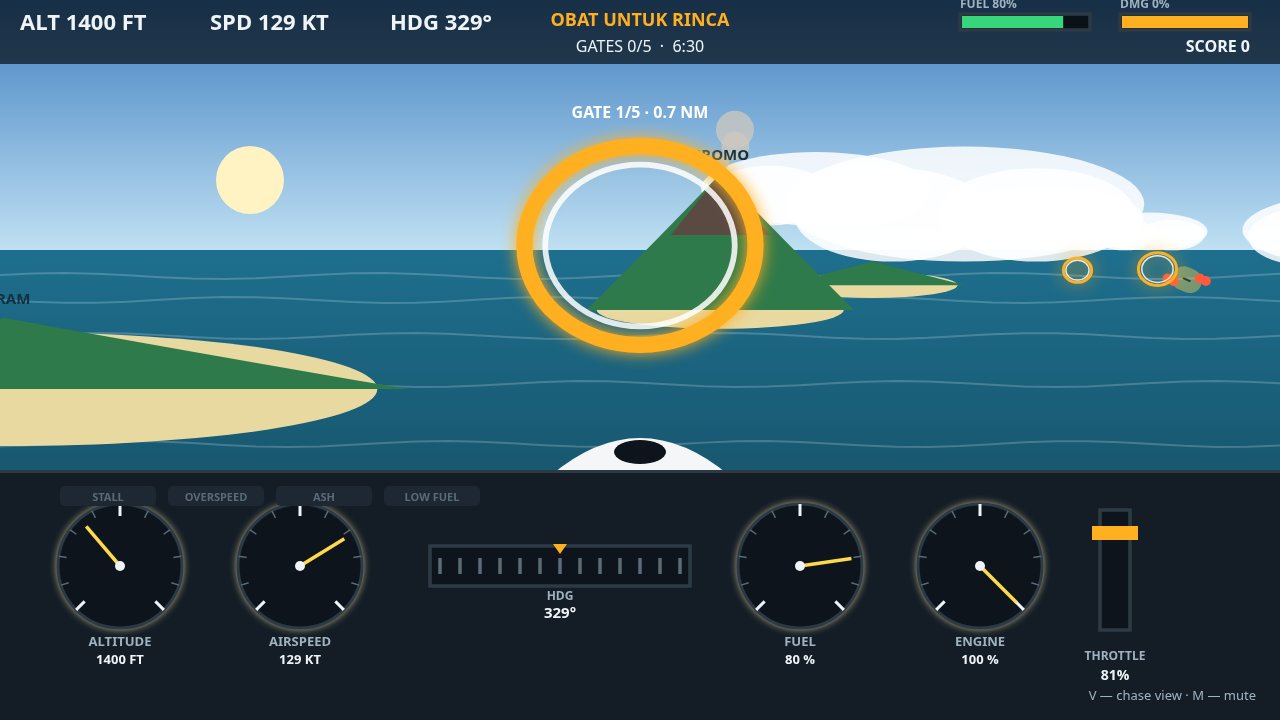 ALT 1400 FT
SPD 129 KT
HDG 329°
OBAT UNTUK RINCA
GATES 0/5 · 6:30
FUEL 80%
DMG 0%
SCORE 0
GATE 1/5 · 0.7 NM
ROMO
RAM
STALL
OVERSPEED
ASH
LOW FUEL
ALTITUDE
1400 FT
AIRSPEED
129 KT
HDG
329°
FUEL
80 %
ENGINE
100 %
THROTTLE
81%
V — chase view · M — mute